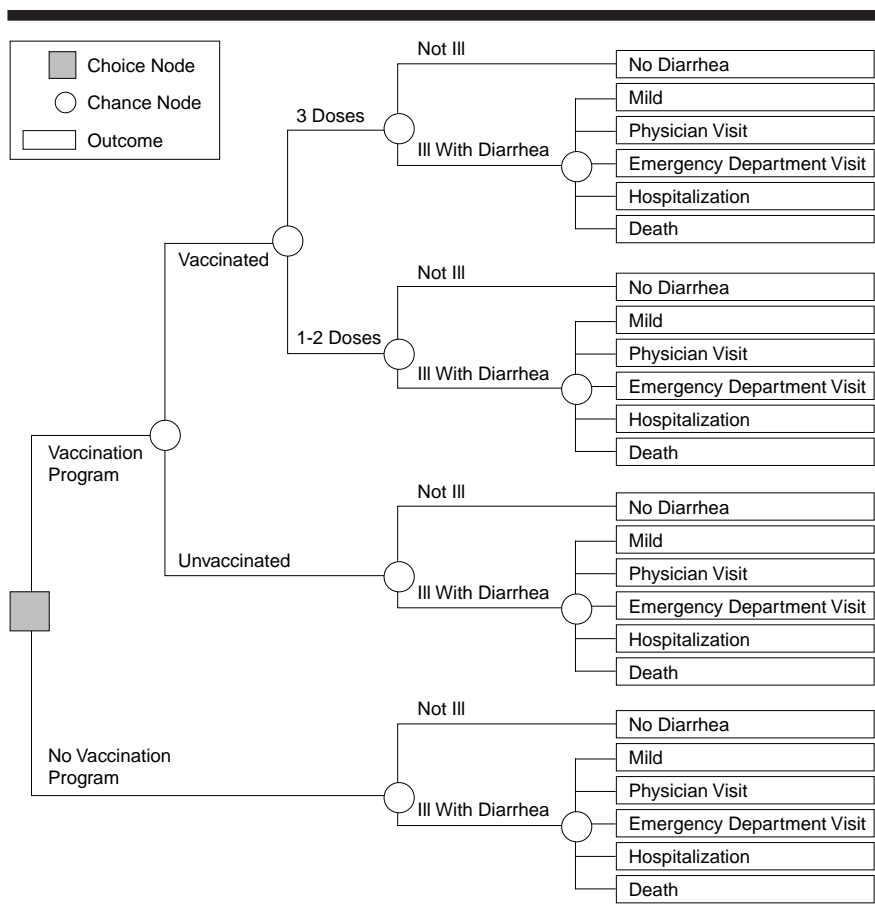 Choice Node
Chance Node
Outcome
Not Ill
No Diarrhea
Mild
3 Doses
Physician Visit
Ill With Diarrhea
Emergency Department Visit
Hospitalization
Death
Vaccinated
Not Ill
No Diarrhea
Mild
1-2 Doses
Physician Visit
Ill With Diarrhea
Emergency Department Visit
Hospitalization
Death
Vaccination
Program
Not Ill
No Diarrhea
Mild
Unvaccinated
Physician Visit
Ill With Diarrhea
Emergency Department Visit
Hospitalization
Death
Not Ill
No Diarrhea
No Vaccination
Program
Mild
Physician Visit
Ill With Diarrhea
Emergency Department Visit
Hospitalization
Death